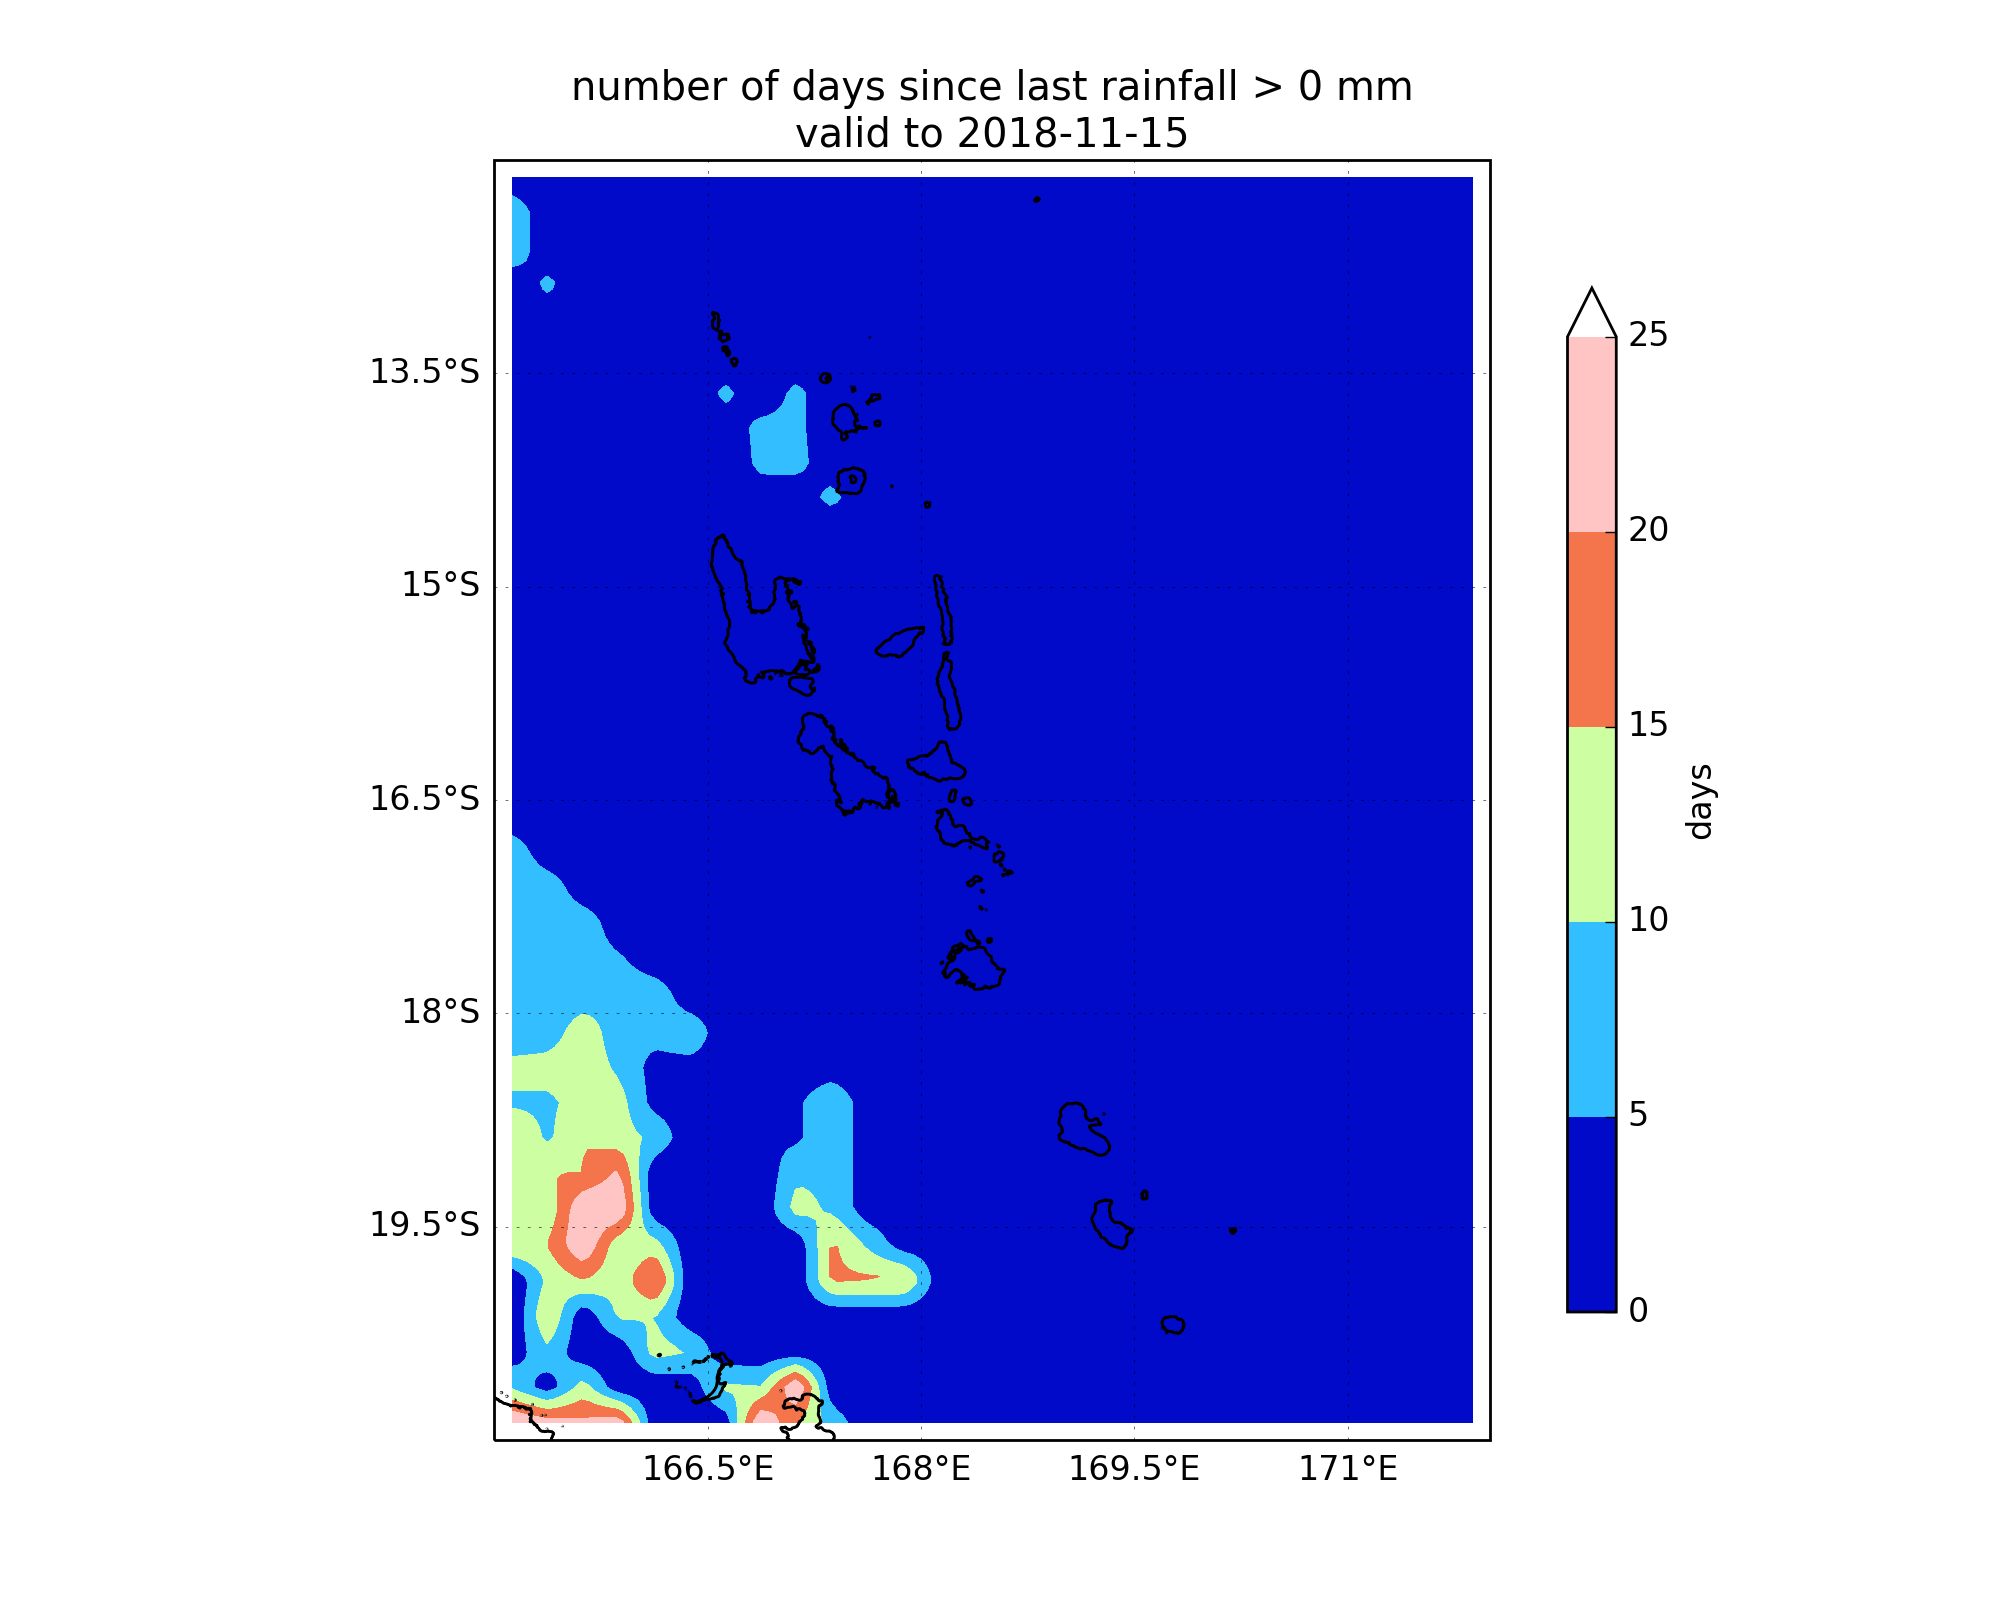 number of days since last rainfall > 0 mm
valid to 2018-11-15
13.5°S
15°S
16.5°S
18°S
19.5°S
166.5°E
168°E
169.5°E
171°E
25
20
15
10
5
0
days